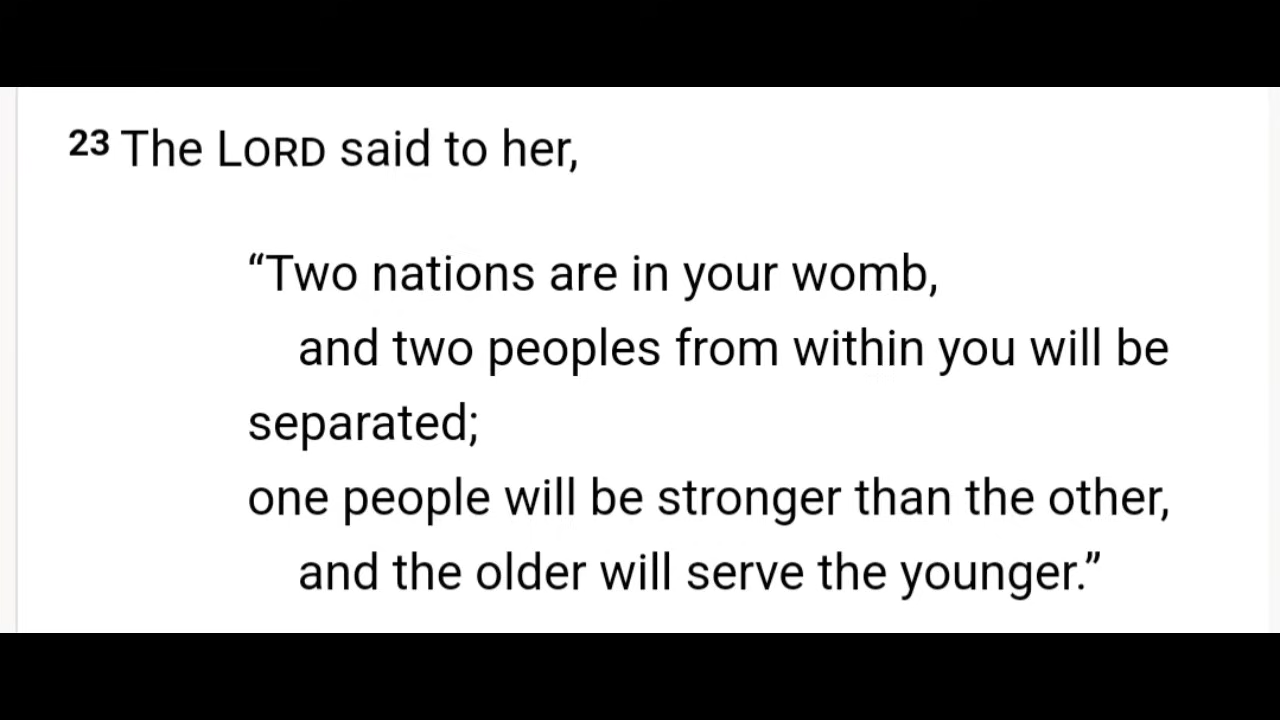 23 The LORD said to her,
“Two nations are in your womb,
and two peoples from within you will be
separated;
one people will be stronger than the other,
and the older will serve the younger.”